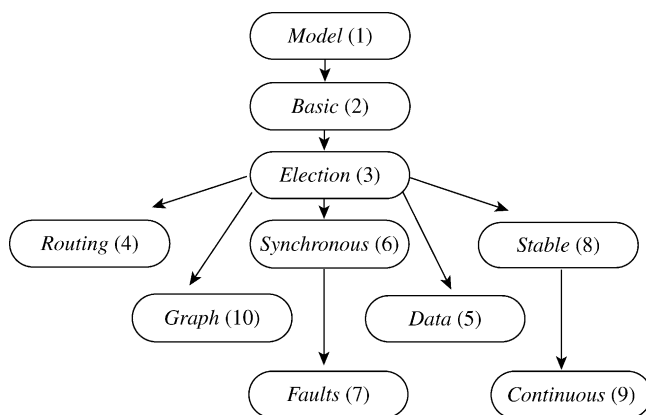 Model (1)
Basic (2)
Election (3)
Routing (4)
Synchronous (6)
Stable (8)
Graph (10)
Data (5)
Faults (7)
Continuous (9)